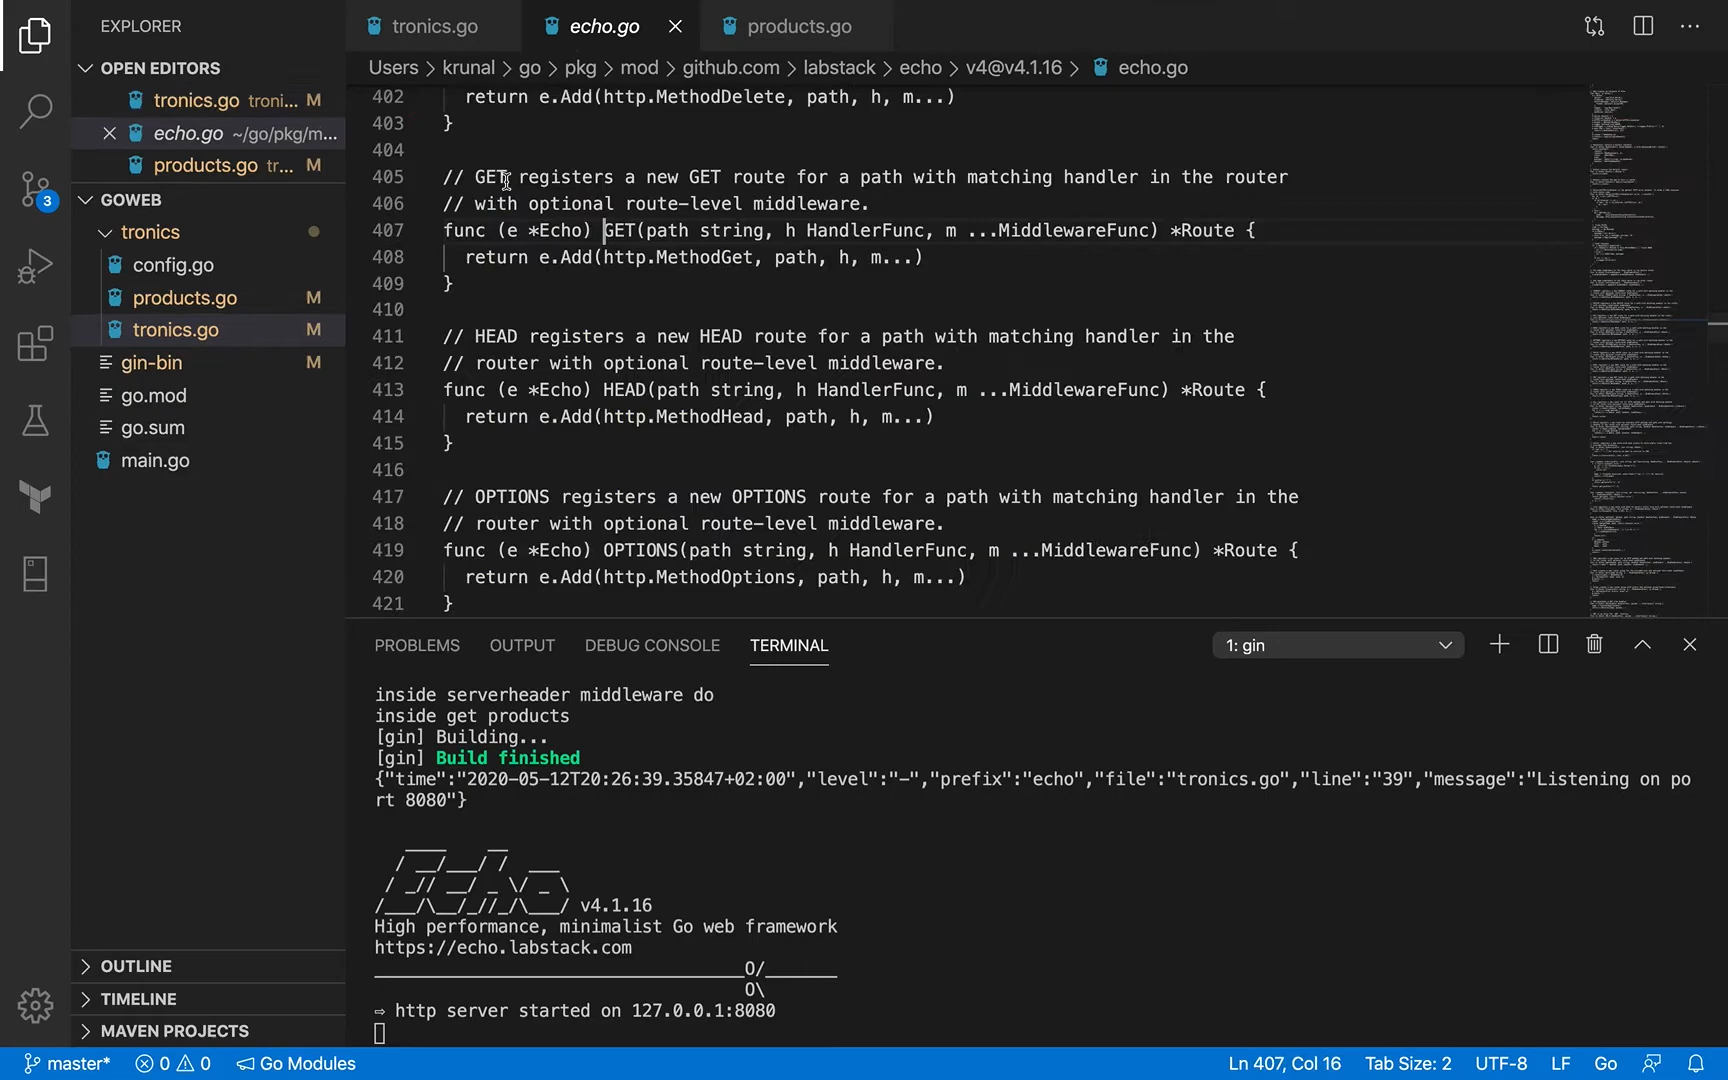 EXPLORER
tronics.go
echo.go
products.go
OPEN EDITORS
tronics.go troni... M
echo.go ~/go/pkg/m...
products.go tr... M
GOWEB
tronics
config.go
products.go M
tronics.go M
gin-bin M
go.mod
go.sum
main.go
OUTLINE
TIMELINE
MAVEN PROJECTS
3
Users > krunal > go > pkg > mod > github.com > labstack > echo > v4@v4.1.16 > echo.go
402 return e.Add(http.MethodDelete, path, h, m...)
403 }
404
405 // GET registers a new GET route for a path with matching handler in the router
406 // with optional route-level middleware.
407 func (e *Echo) GET(path string, h HandlerFunc, m ...MiddlewareFunc) *Route {
408 return e.Add(http.MethodGet, path, h, m...)
409 }
410
411 // HEAD registers a new HEAD route for a path with matching handler in the
412 // router with optional route-level middleware.
413 func (e *Echo) HEAD(path string, h HandlerFunc, m ...MiddlewareFunc) *Route {
414 return e.Add(http.MethodHead, path, h, m...)
415 }
416
417 // OPTIONS registers a new OPTIONS route for a path with matching handler in the
418 // router with optional route-level middleware.
419 func (e *Echo) OPTIONS(path string, h HandlerFunc, m ...MiddlewareFunc) *Route {
420 return e.Add(http.MethodOptions, path, h, m...)
421 }
PROBLEMS OUTPUT DEBUG CONSOLE TERMINAL 1: gin
inside serverheader middleware do
inside get products
[gin] Building...
[gin] Build finished
{"time":"2020-05-12T20:26:39.35847+02:00","level":"-","prefix":"echo","file":"tronics.go","line":"39","message":"Listening on po
rt 8080"}
   ____    __
  / __/___/ /  ___
 / _// __/ _ \/ _ \
/___/\__/_//_/\___/ v4.1.16
High performance, minimalist Go web framework
https://echo.labstack.com
____________________________________O/_______
                                    O\
⇨ http server started on 127.0.0.1:8080
master* 0 0 Go Modules Ln 407, Col 16 Tab Size: 2 UTF-8 LF Go